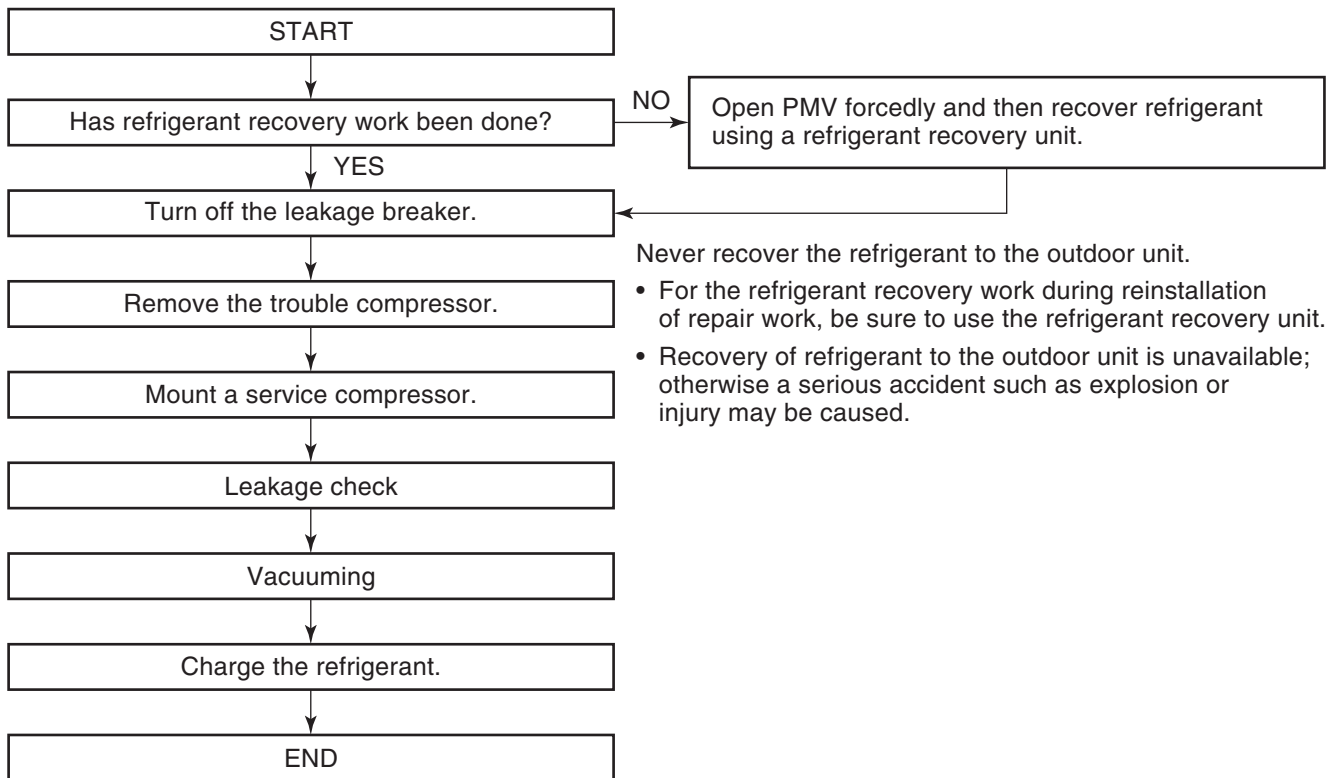 START
Has refrigerant recovery work been done?
NO
Open PMV forcedly and then recover refrigerant
using a refrigerant recovery unit.
YES
Turn off the leakage breaker.
Never recover the refrigerant to the outdoor unit.
• For the refrigerant recovery work during reinstallation
of repair work, be sure to use the refrigerant recovery unit.
• Recovery of refrigerant to the outdoor unit is unavailable;
otherwise a serious accident such as explosion or
injury may be caused.
Remove the trouble compressor.
Mount a service compressor.
Leakage check
Vacuuming
Charge the refrigerant.
END